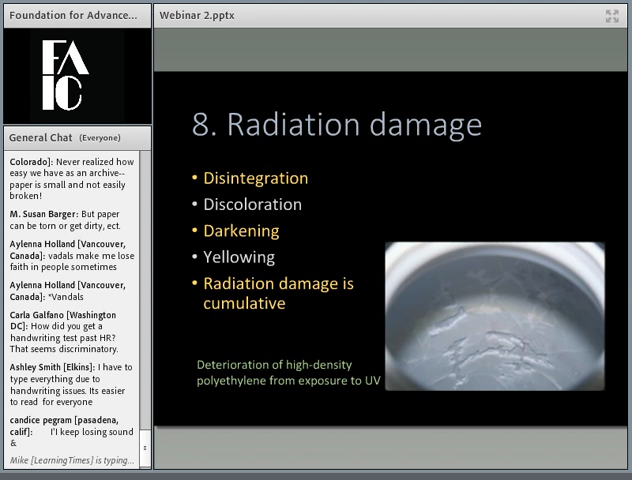 Foundation for Advance...
FA
IC
General Chat (Everyone)
Colorado]: Never realized how
easy we have as an archive--
paper is small and not easily
broken!
M. Susan Barger: But paper
can be torn or get dirty, ect.
Aylenna Holland [Vancouver,
Canada]: vadals make me lose
faith in people sometimes
Aylenna Holland [Vancouver,
Canada]: *Vandals
Carla Galfano [Washington
DC]: How did you get a
handwriting test past HR?
That seems discriminatory.
Ashley Smith [Elkins]: I have to
type everything due to
handwriting issues. Its easier
to read for everyone
candice pegram [pasadena,
calif]: I'I keep losing sound
&
Mike [LearningTimes] is typing...
Webinar 2.pptx
8. Radiation damage
• Disintegration
• Discoloration
• Darkening
• Yellowing
• Radiation damage is
cumulative
Deterioration of high-density
polyethylene from exposure to UV